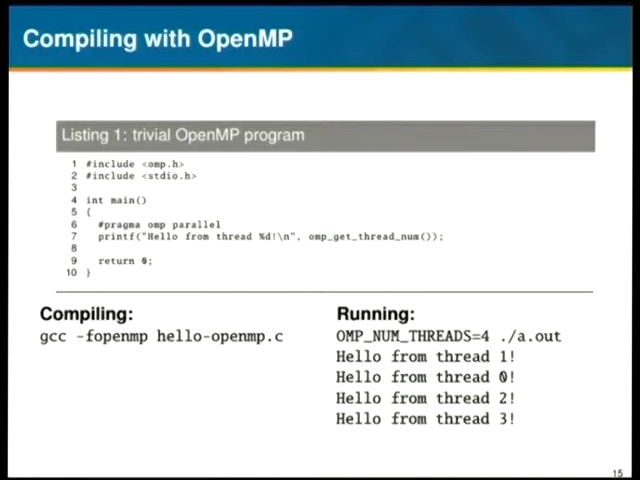 Compiling with OpenMP
Listing 1: trivial OpenMP program
1 #include <omp.h>
2 #include <stdio.h>
3
4 int main()
5 {
6 #pragma omp parallel
7 printf("Hello from thread %d!\n", omp_get_thread_num());
8
9 return 0;
10 }
Compiling:
gcc -fopenmp hello-openmp.c
Running:
OMP_NUM_THREADS=4 ./a.out
Hello from thread 1!
Hello from thread 0!
Hello from thread 2!
Hello from thread 3!
15